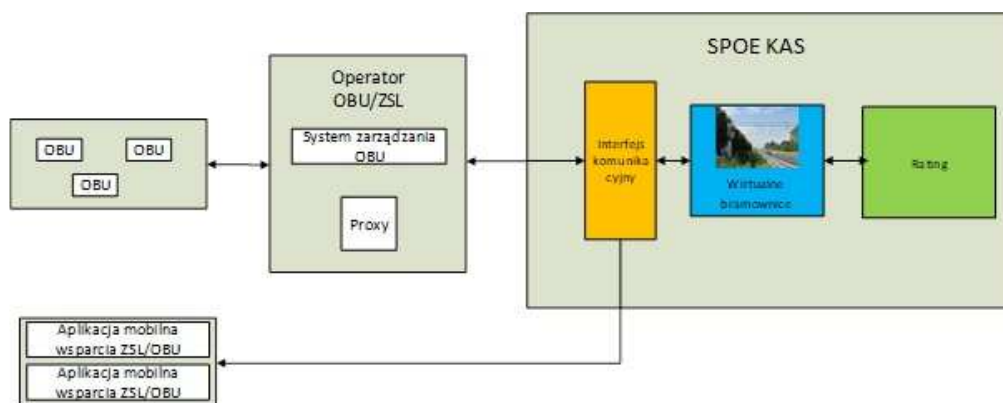 SPOE KAS
Operator
OBU/ZSL
System zarządzania
OBU
Proxy
OBU
OBU
OBU
Interfejs
komunika
cyjny
Wirtualne
bramownice
Rating
Aplikacja mobilna
wsparcia ZSL/OBU
Aplikacja mobilna
wsparcia ZSL/OBU